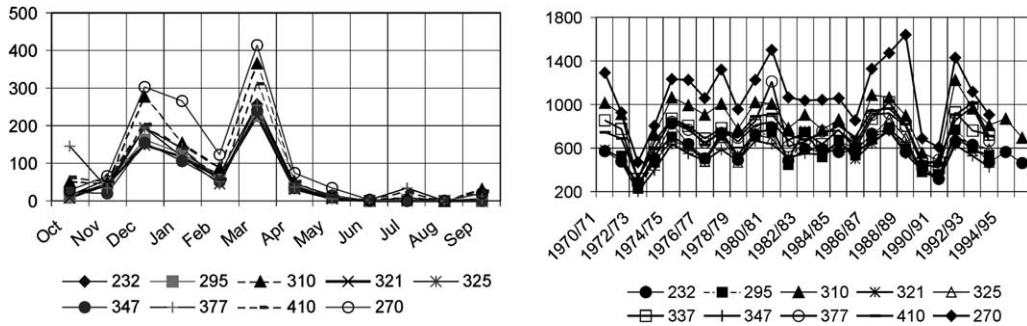 500
400
300
200
100
0
Oct
Nov
Dec
Jan
Feb
Mar
Apr
May
Jun
Jul
Aug
Sep
232 295 310 321 325
347 377 410 270
1800
1400
1000
600
200
1970/71
1972/73
1974/75
1976/77
1978/79
1980/81
1982/83
1984/85
1986/87
1988/89
1990/91
1992/93
1994/95
232 295 310 321 325
337 347 377 410 270